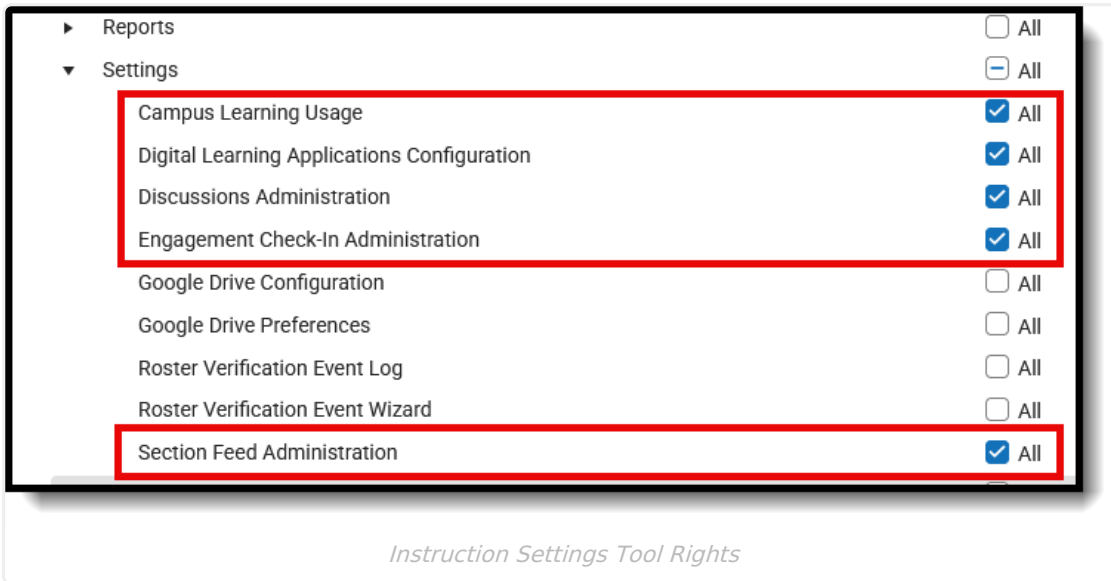 Reports All
Settings All
Campus Learning Usage All
Digital Learning Applications Configuration All
Discussions Administration All
Engagement Check-In Administration All
Google Drive Configuration All
Google Drive Preferences All
Roster Verification Event Log All
Roster Verification Event Wizard All
Section Feed Administration All
Instruction Settings Tool Rights